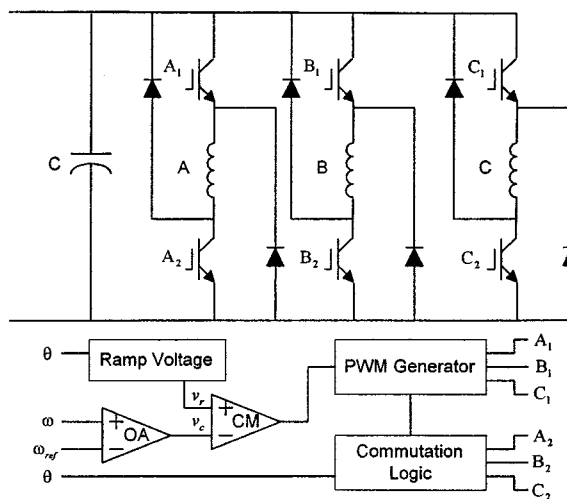 A₁ B₁ C₁
C A B C
A₂ B₂ C₂
θ Ramp Voltage PWM Generator A₁
B₁
C₁
vᵣ
ω + OA v_c + CM
ω_ref − −
θ Commutation Logic A₂
B₂
C₂